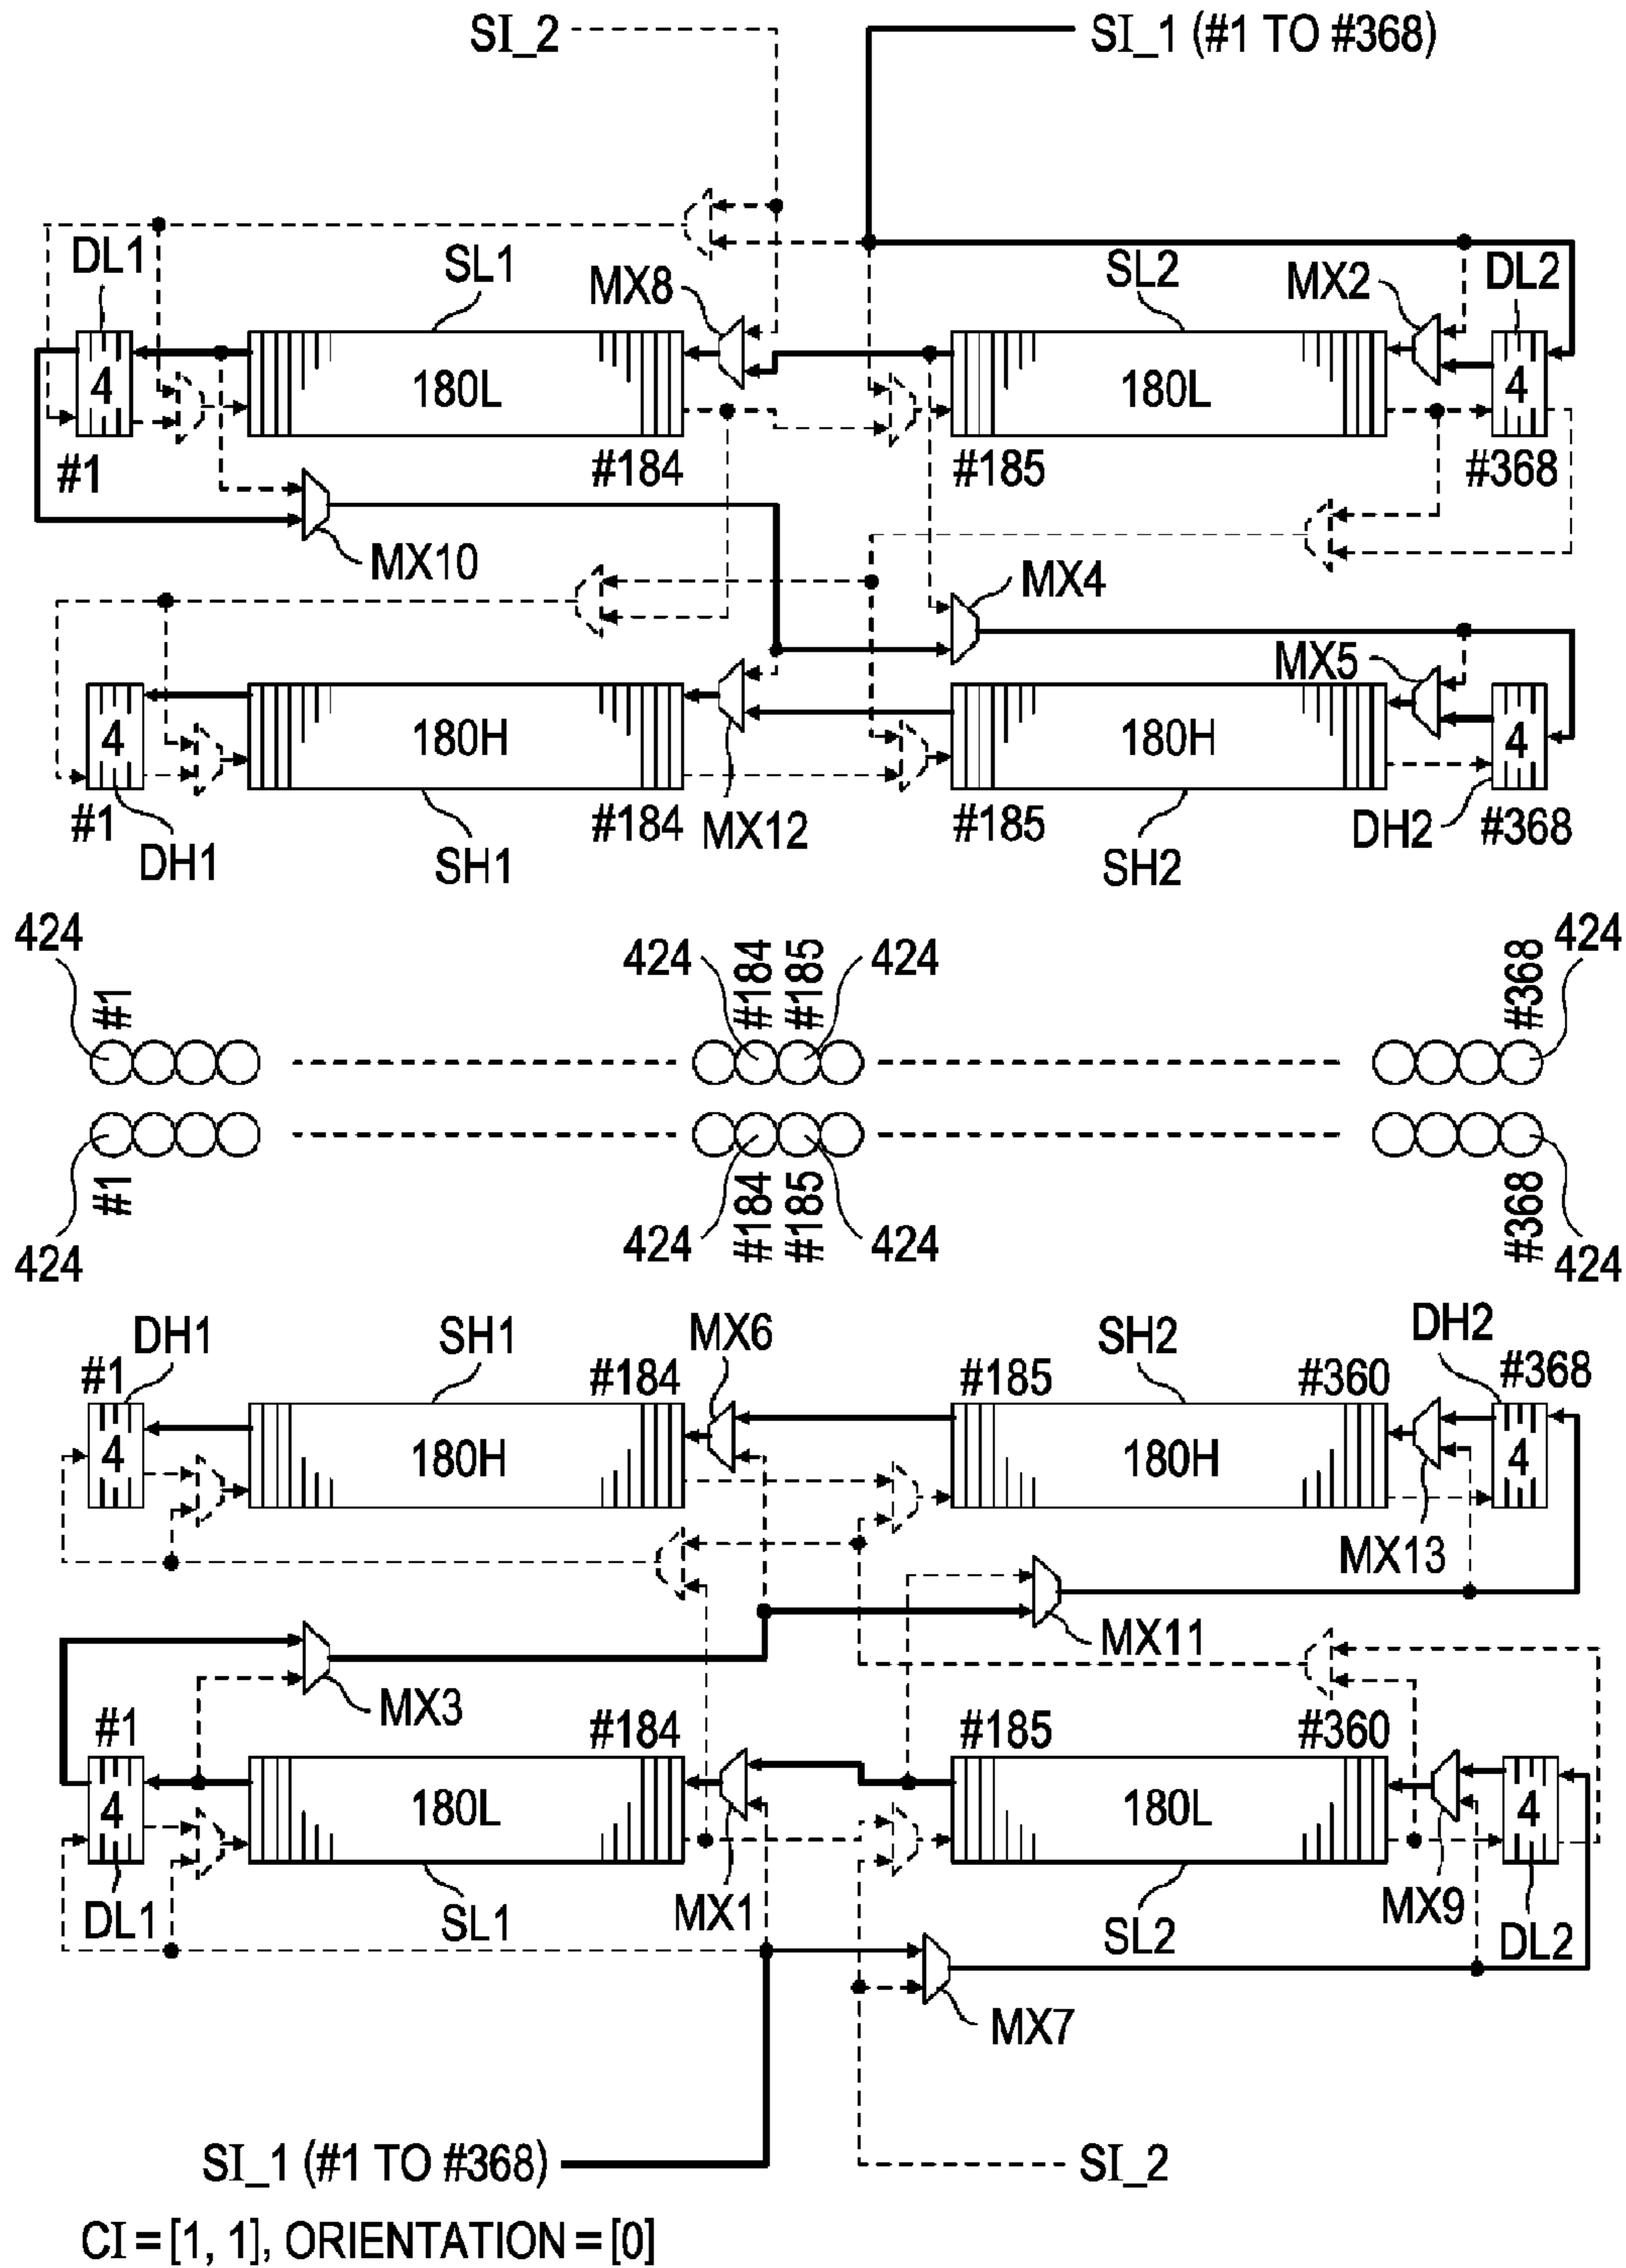 SI_2
SI_1 (#1 TO #368)
DL1
SL1
MX8
SL2
MX2
DL2
4
180L
180L
4
#1
#184
#185
#368
MX10
MX4
MX5
4
180H
180H
4
#1
#184
MX12
#185
DH2
#368
DH1
SH1
SH2
424
#1
424
#184
#185
424
#368
424
424
#1
424
#184
#185
424
#368
424
DH1
SH1
MX6
SH2
DH2
#1
#184
#185
#360
#368
4
180H
180H
4
MX13
MX11
MX3
#1
#184
#185
#360
4
180L
180L
4
DL1
SL1
MX1
SL2
MX9
DL2
MX7
SI_1 (#1 TO #368)
SI_2
CI = [1, 1], ORIENTATION = [0]